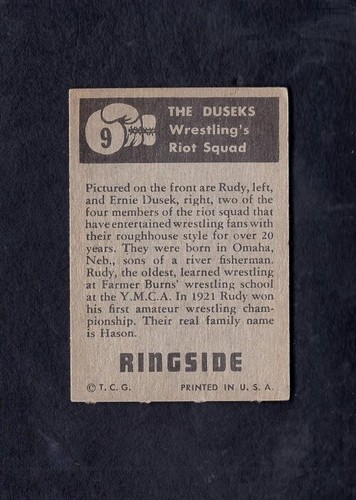 9
THE DUSEKS
Wrestling's
Riot Squad
Pictured on the front are Rudy, left,
and Ernie Dusek, right, two of the
four members of the riot squad that
have entertained wrestling fans with
their roughhouse style for over 20
years. They were born in Omaha,
Neb., sons of a river fisherman.
Rudy, the oldest, learned wrestling
at Farmer Burns' wrestling school
at the Y.M.C.A. In 1921 Rudy won
his first amateur wrestling cham-
pionship. Their real family name
is Hason.
RINGSIDE
© T. C. G. PRINTED IN U. S. A.